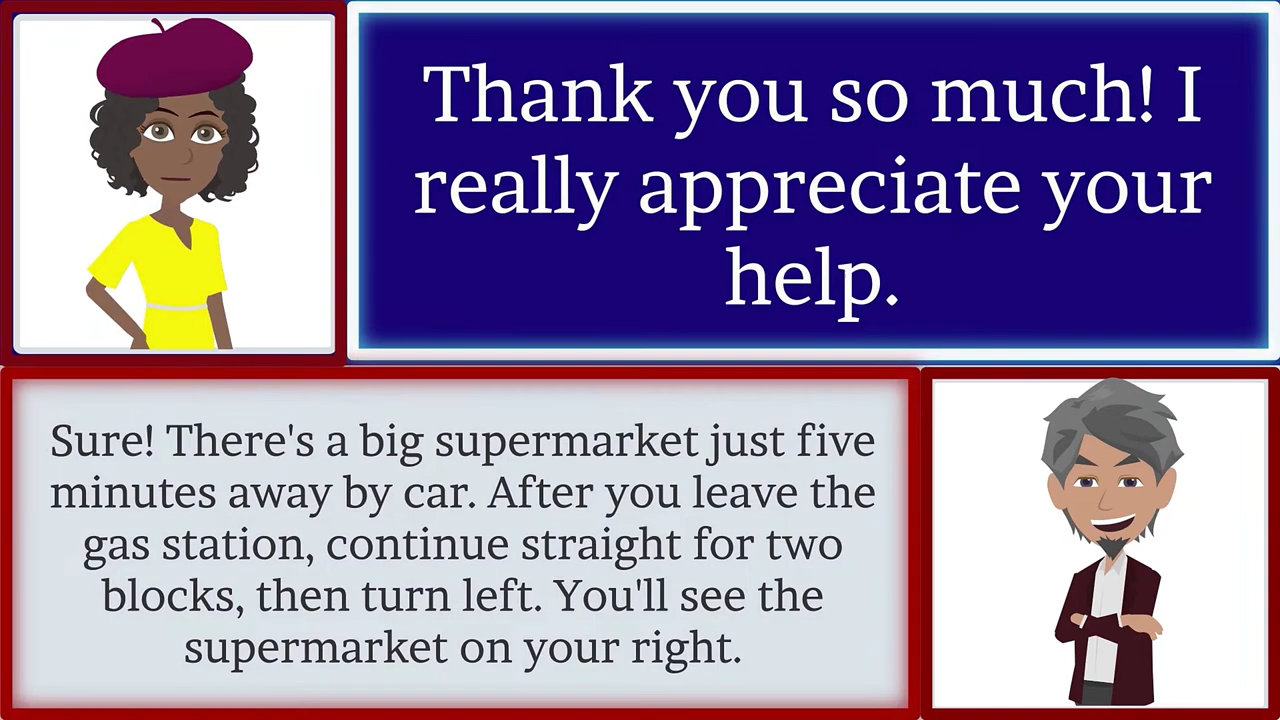 Thank you so much! I
really appreciate your
help.
Sure! There's a big supermarket just five
minutes away by car. After you leave the
gas station, continue straight for two
blocks, then turn left. You'll see the
supermarket on your right.